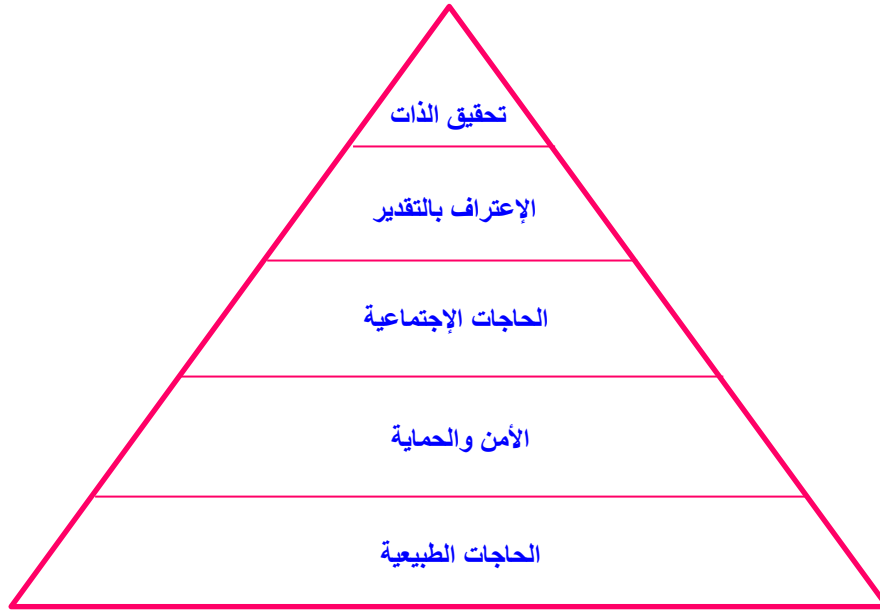 تحقيق الذات
الإعتراف بالتقدير
الحاجات الإجتماعية
الأمن والحماية
الحاجات الطبيعية